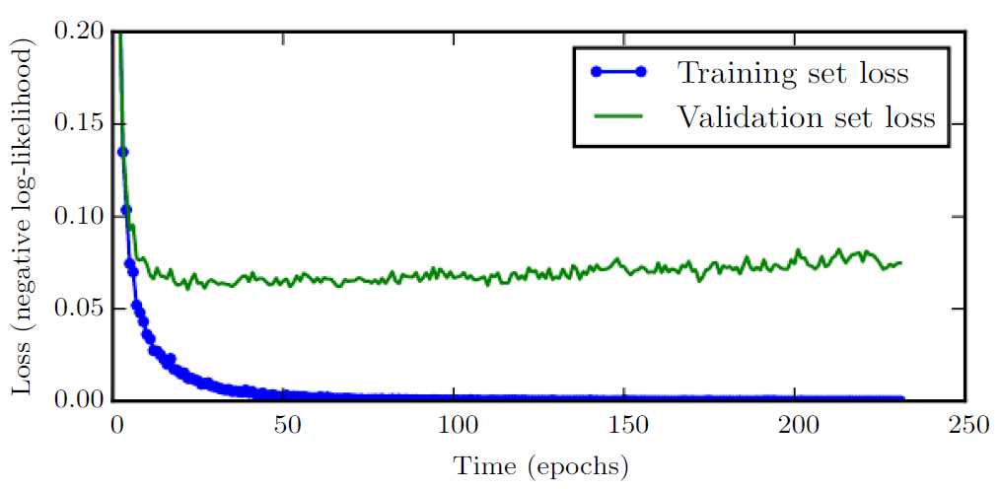 Loss (negative log-likelihood)
0.20
0.15
0.10
0.05
0.00
Training set loss
Validation set loss
0 50 100 150 200 250
Time (epochs)